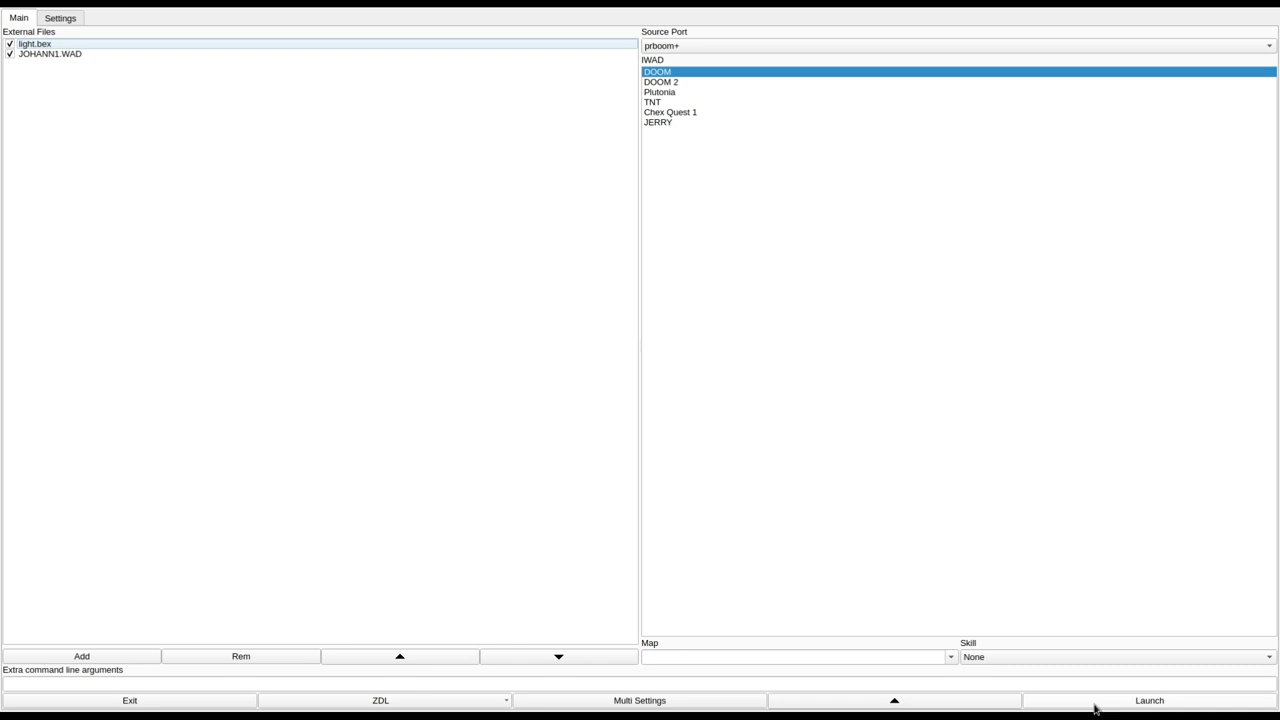 Main Settings
External Files
light.bex
JOHANN1.WAD
Source Port
prboom+
IWAD
DOOM
DOOM 2
Plutonia
TNT
Chex Quest 1
JERRY
Map Skill
None
Add Rem
Extra command line arguments
Exit ZDL Multi Settings Launch